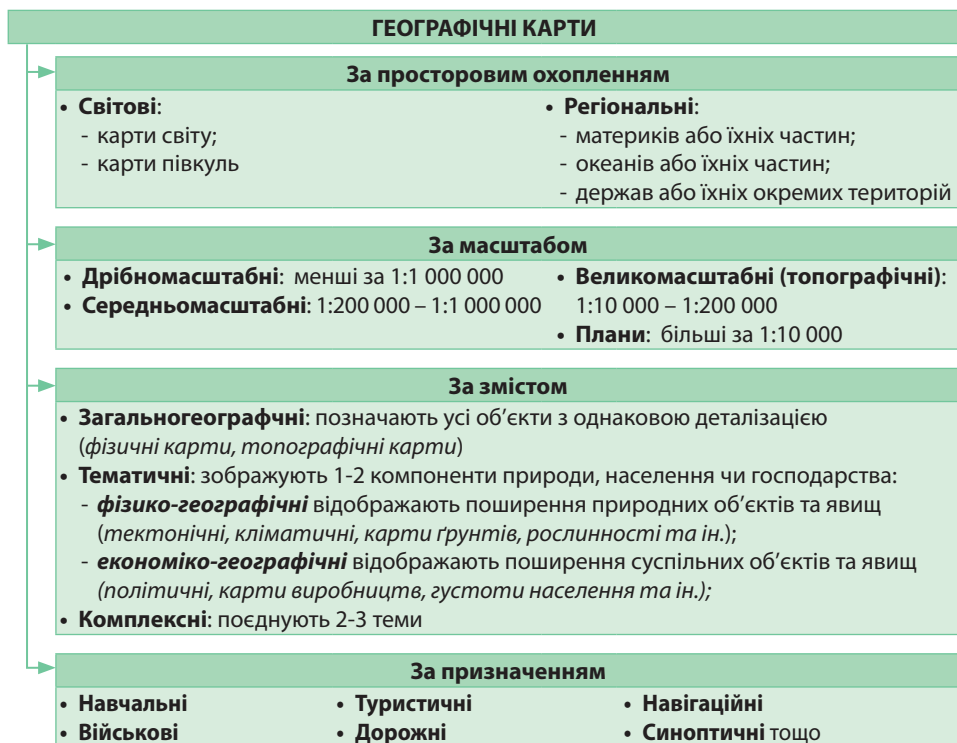 ГЕОГРАФІЧНІ КАРТИ
За просторовим охопленням
• Світові:
- карти світу;
- карти півкуль
• Регіональні:
- материків або їхніх частин;
- океанів або їхніх частин;
- держав або їхніх окремих територій
За масштабом
• Дрібномасштабні: менші за 1:1 000 000
• Середньомасштабні: 1:200 000 – 1:1 000 000
• Великомасштабні (топографічні):
1:10 000 – 1:200 000
• Плани: більші за 1:10 000
За змістом
• Загальногеографчні: позначають усі об’єкти з однаковою деталізацією
(фізичні карти, топографічні карти)
• Тематичні: зображують 1-2 компоненти природи, населення чи господарства:
- фізико-географічні відображають поширення природних об’єктів та явищ
(тектонічні, кліматичні, карти ґрунтів, рослинності та ін.);
- економіко-географічні відображають поширення суспільних об’єктів та явищ
(політичні, карти виробництв, густоти населення та ін.);
• Комплексні: поєднують 2-3 теми
За призначенням
• Навчальні
• Військові
• Туристичні
• Дорожні
• Навігаційні
• Синоптичні тощо